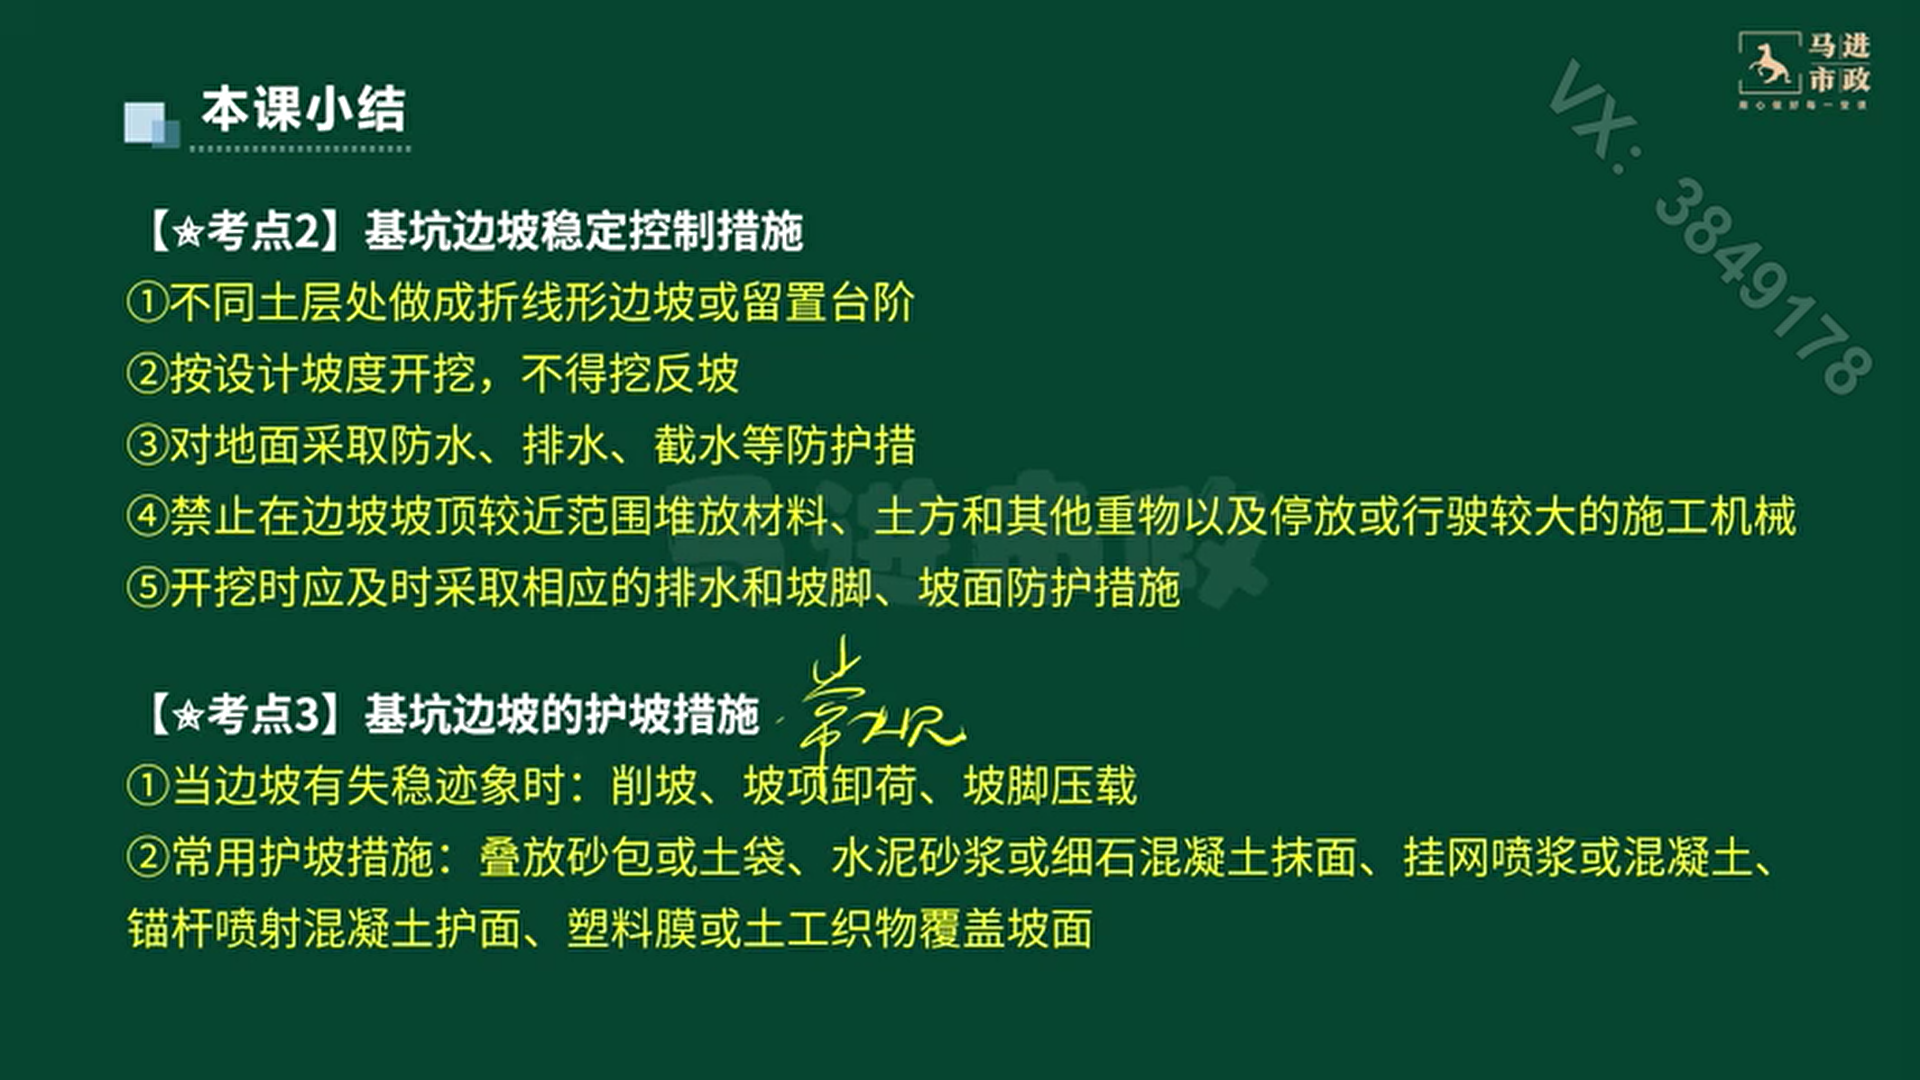 马进
市政
用心做好每一堂课
VX: 3849178
本课小结
【☆考点2】基坑边坡稳定控制措施
①不同土层处做成折线形边坡或留置台阶
②按设计坡度开挖，不得挖反坡
③对地面采取防水、排水、截水等防护措
④禁止在边坡坡顶较近范围堆放材料、土方和其他重物以及停放或行驶较大的施工机械
⑤开挖时应及时采取相应的排水和坡脚、坡面防护措施
马进市政
【☆考点3】基坑边坡的护坡措施
常规
①当边坡有失稳迹象时：削坡、坡项卸荷、坡脚压载
②常用护坡措施：叠放砂包或土袋、水泥砂浆或细石混凝土抹面、挂网喷浆或混凝土、
锚杆喷射混凝土护面、塑料膜或土工织物覆盖坡面